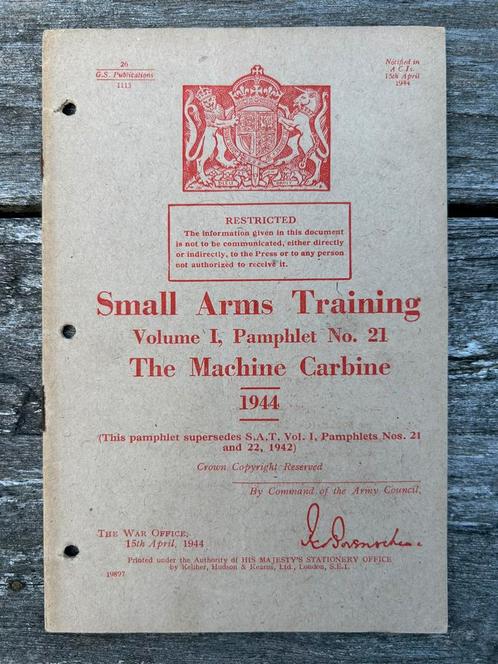 26
G.S. Publications
1113
Notified in
A.C.Is.
15th April
1944
DIEU ET MON DROIT
RESTRICTED
The information given in this document
is not to be communicated, either directly
or indirectly, to the Press or to any person
not authorized to receive it.
Small Arms Training
Volume I, Pamphlet No. 21
The Machine Carbine
1944
(This pamphlet supersedes S.A.T. Vol. I, Pamphlets Nos. 21
and 22, 1942)
Crown Copyright Reserved
By Command of the Army Council,
THE WAR OFFICE,
15th April, 1944
Printed under the Authority of HIS MAJESTY'S STATIONERY OFFICE
by Keliher, Hudson & Kearns, Ltd., London, S.E.1.
19897